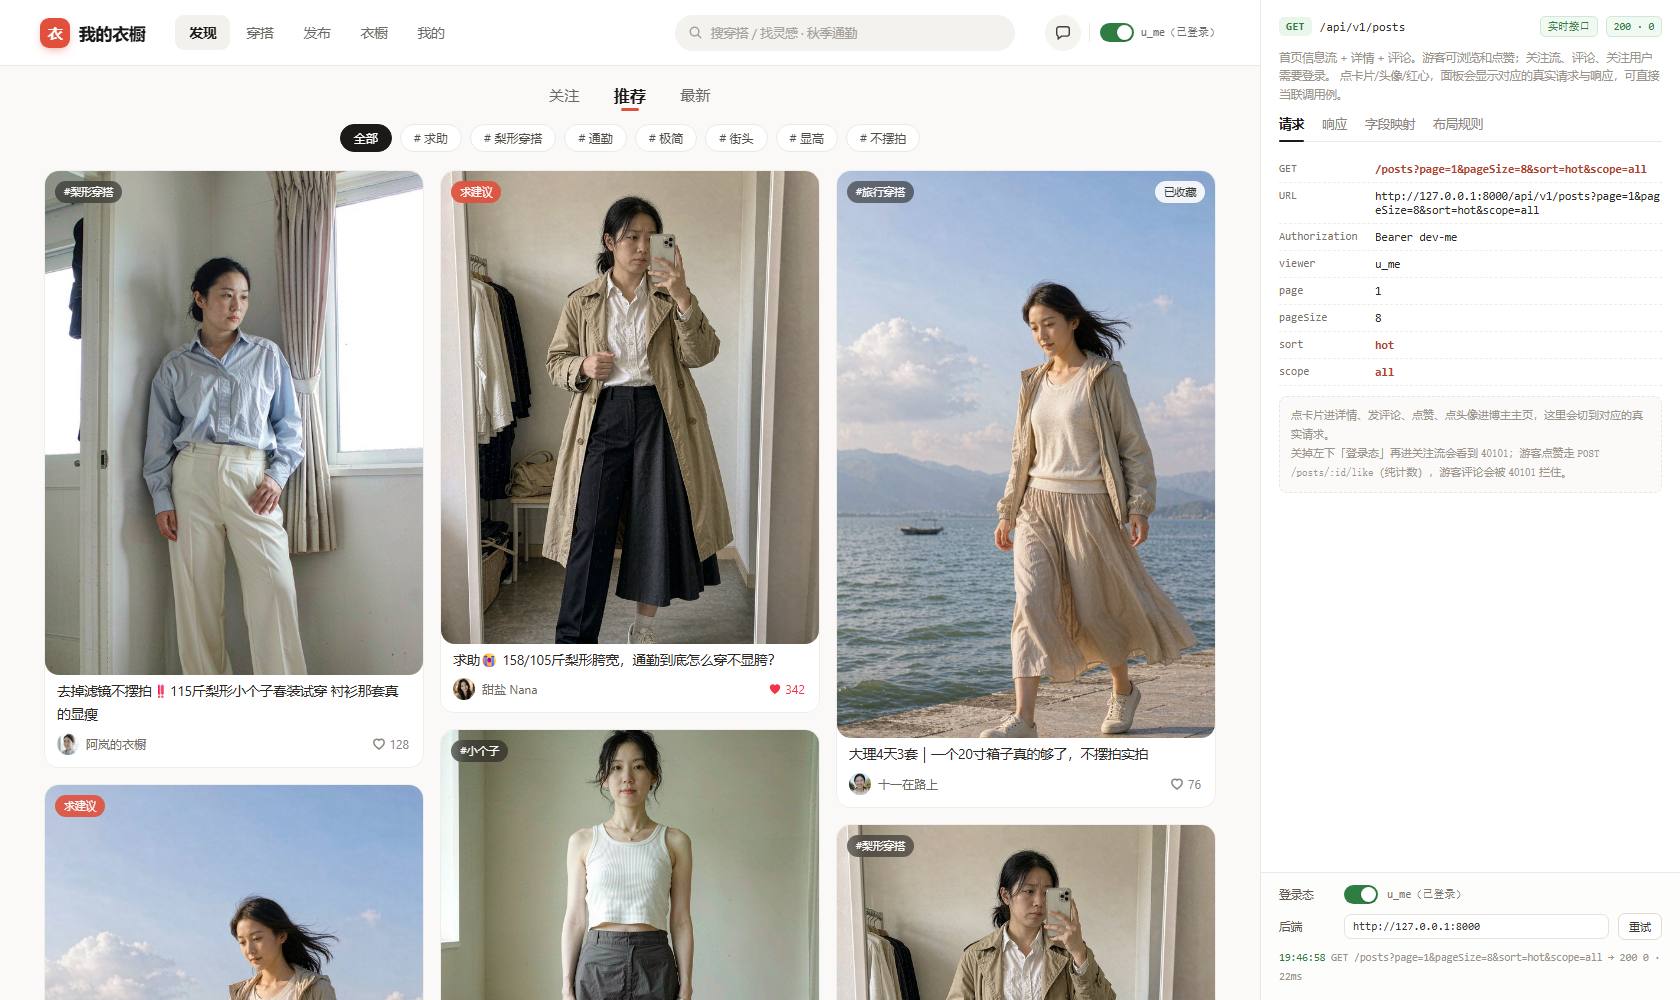 衣 我的衣橱 发现 穿搭 发布 衣橱 我的 搜穿搭 / 找灵感 · 秋季通勤 u_me（已登录）
关注 推荐 最新
全部 # 求助 # 梨形穿搭 # 通勤 # 极简 # 街头 # 显高 # 不摆拍
#梨形穿搭
去掉滤镜不摆拍‼️115斤梨形小个子春装试穿 衬衫那套真
的显瘦
阿岚的衣橱 128
求建议
求建议
求助😭 158/105斤梨形胯宽，通勤到底怎么穿不显胯？
甜盐 Nana 342
#小个子
#旅行穿搭 已收藏
大理4天3套｜一个20寸箱子真的够了，不摆拍实拍
十一在路上 76
#梨形穿搭
GET /api/v1/posts 实时接口 200 · 0
首页信息流 + 详情 + 评论。游客可浏览和点赞；关注流、评论、关注用户
需要登录。 点卡片/头像/红心，面板会显示对应的真实请求与响应，可直接
当联调用例。
请求 响应 字段映射 布局规则
GET /posts?page=1&pageSize=8&sort=hot&scope=all
URL http://127.0.0.1:8000/api/v1/posts?page=1&pag
eSize=8&sort=hot&scope=all
Authorization Bearer dev-me
viewer u_me
page 1
pageSize 8
sort hot
scope all
点卡片进详情、发评论、点赞、点头像进博主主页，这里会切到对应的真
实请求。
关掉左下「登录态」再进关注流会看到 40101；游客点赞走 POST
/posts/:id/like（纯计数），游客评论会被 40101 拦住。
登录态 u_me（已登录）
后端 http://127.0.0.1:8000 重试
19:46:58 GET /posts?page=1&pageSize=8&sort=hot&scope=all → 200 0 ·
22ms